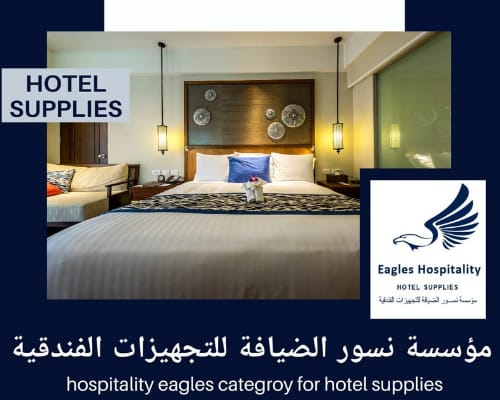 HOTEL
SUPPLIES
Eagles Hospitality
HOTEL SUPPLIES
مؤسسة نسور الضيافة للتجهيزات الفندقية
مؤسسة نسور الضيافة للتجهيزات الفندقية
hospitality eagles categroy for hotel supplies